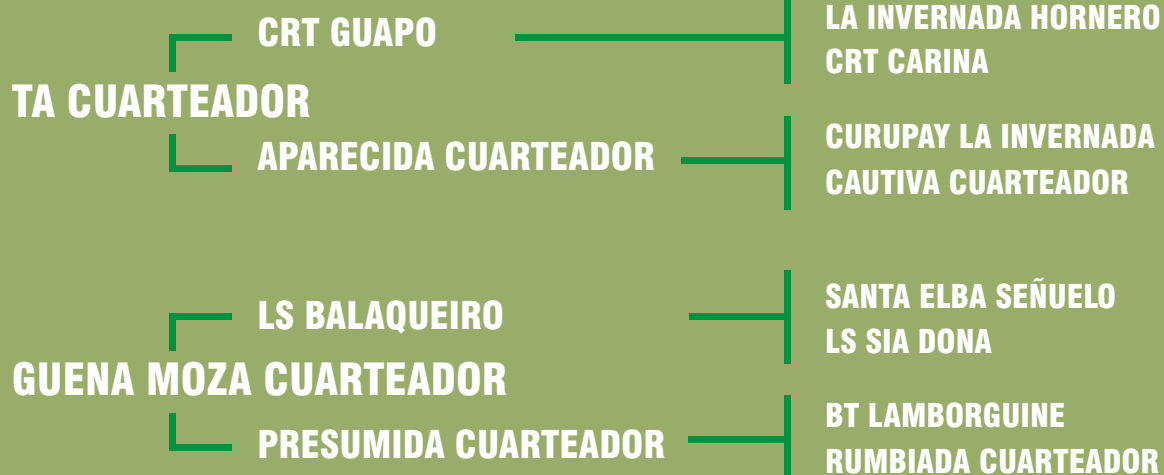 CRT GUAPO
LA INVERNADA HORNERO
CRT CARINA
TA CUARTEADOR
APARECIDA CUARTEADOR
CURUPAY LA INVERNADA
CAUTIVA CUARTEADOR
LS BALAQUEIRO
SANTA ELBA SEÑUELO
LS SIA DONA
GUENA MOZA CUARTEADOR
PRESUMIDA CUARTEADOR
BT LAMBORGUINE
RUMBIADA CUARTEADOR